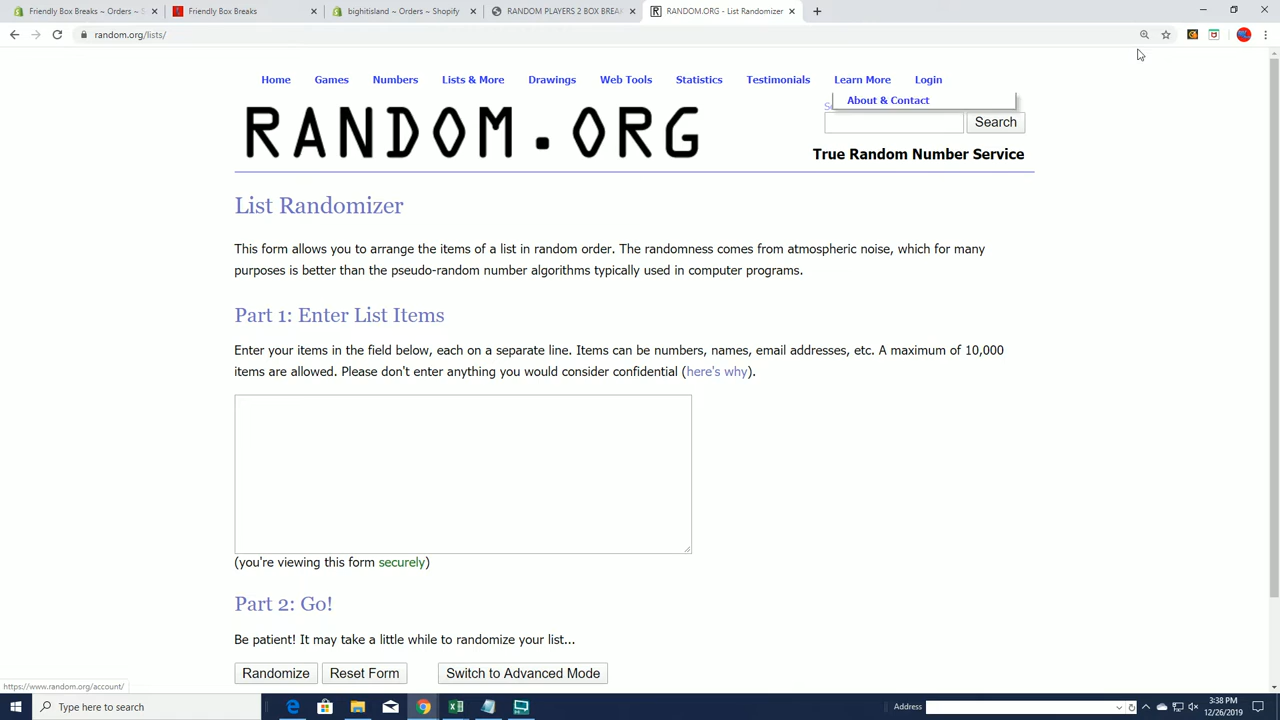 Friendly Box Breaks ~ Orders ~ S
Friendly Box Breaks
bighitisland ~ Orders ~ Shopify
RANDOM PLAYERS 2 BOX BREAK
RANDOM.ORG - List Randomizer
random.org/lists/
Home Games Numbers Lists & More Drawings Web Tools Statistics Testimonials Learn More Login
About & Contact
RANDOM.ORG
Search
True Random Number Service
List Randomizer
This form allows you to arrange the items of a list in random order. The randomness comes from atmospheric noise, which for many
purposes is better than the pseudo-random number algorithms typically used in computer programs.
Part 1: Enter List Items
Enter your items in the field below, each on a separate line. Items can be numbers, names, email addresses, etc. A maximum of 10,000
items are allowed. Please don't enter anything you would consider confidential (here's why).
(you're viewing this form securely)
Part 2: Go!
Be patient! It may take a little while to randomize your list...
Randomize Reset Form Switch to Advanced Mode
https://www.random.org/account/
Type here to search
Address
3:38 PM
12/26/2019